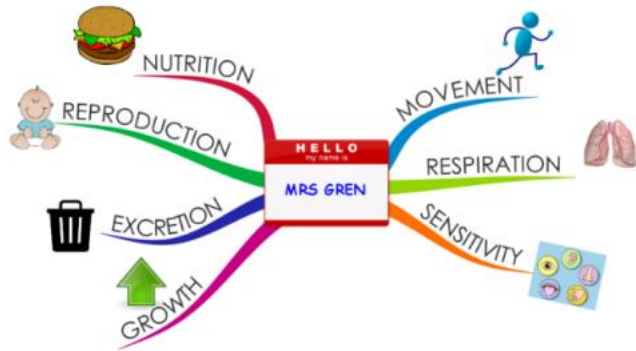 HELLO
my name is
MRS GREN
MOVEMENT
RESPIRATION
SENSITIVITY
GROWTH
EXCRETION
REPRODUCTION
NUTRITION